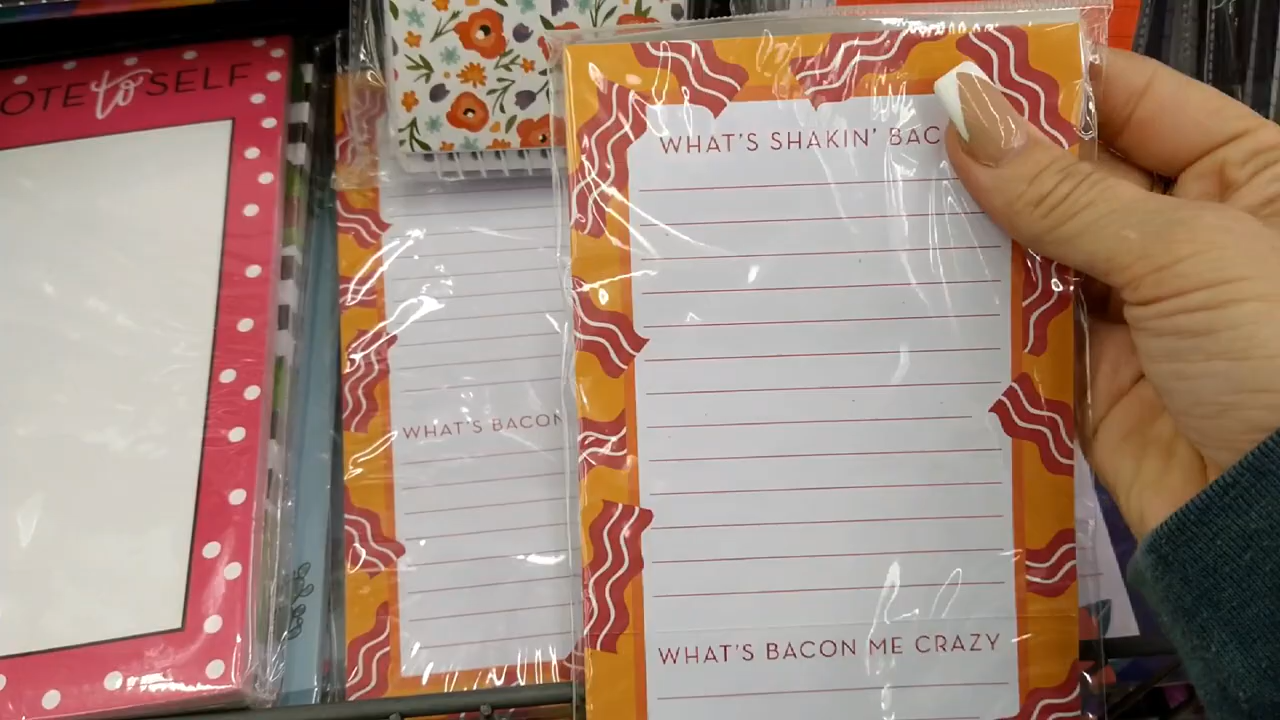 OTE to SELF
WHAT'S SHAKIN' BAC
WHAT'S BACON
WHAT'S BACON ME CRAZY